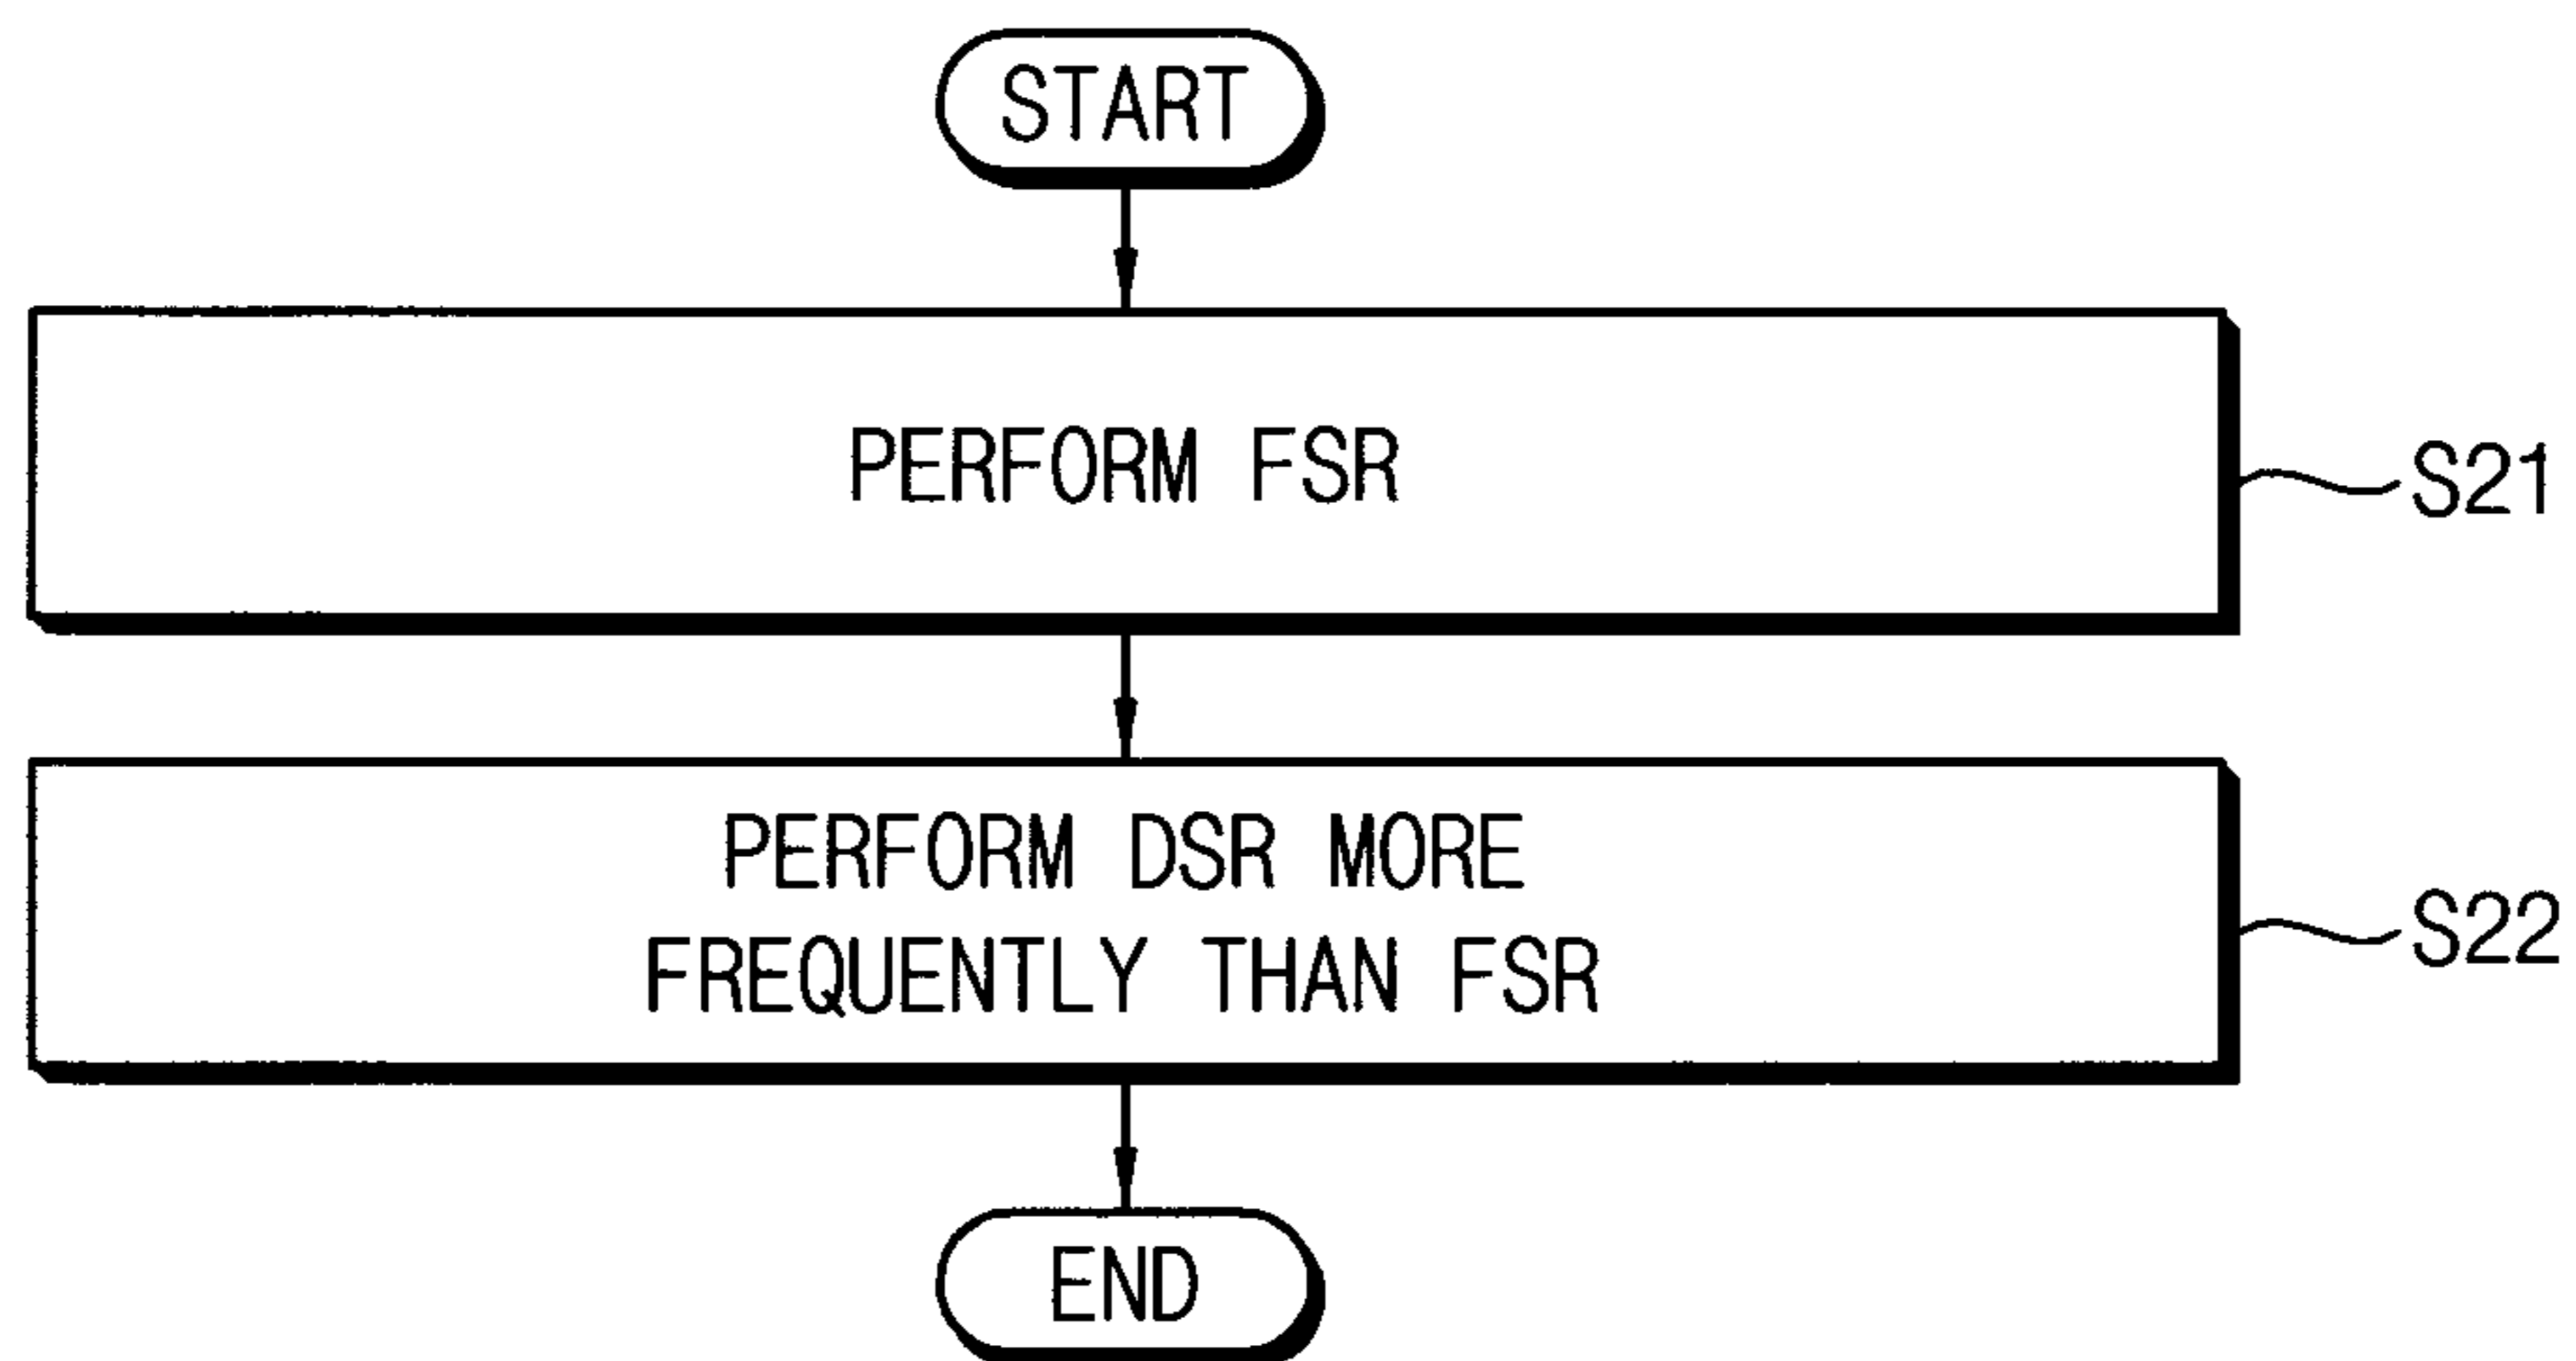 START
PERFORM FSR
S21
PERFORM DSR MORE
FREQUENTLY THAN FSR
S22
END